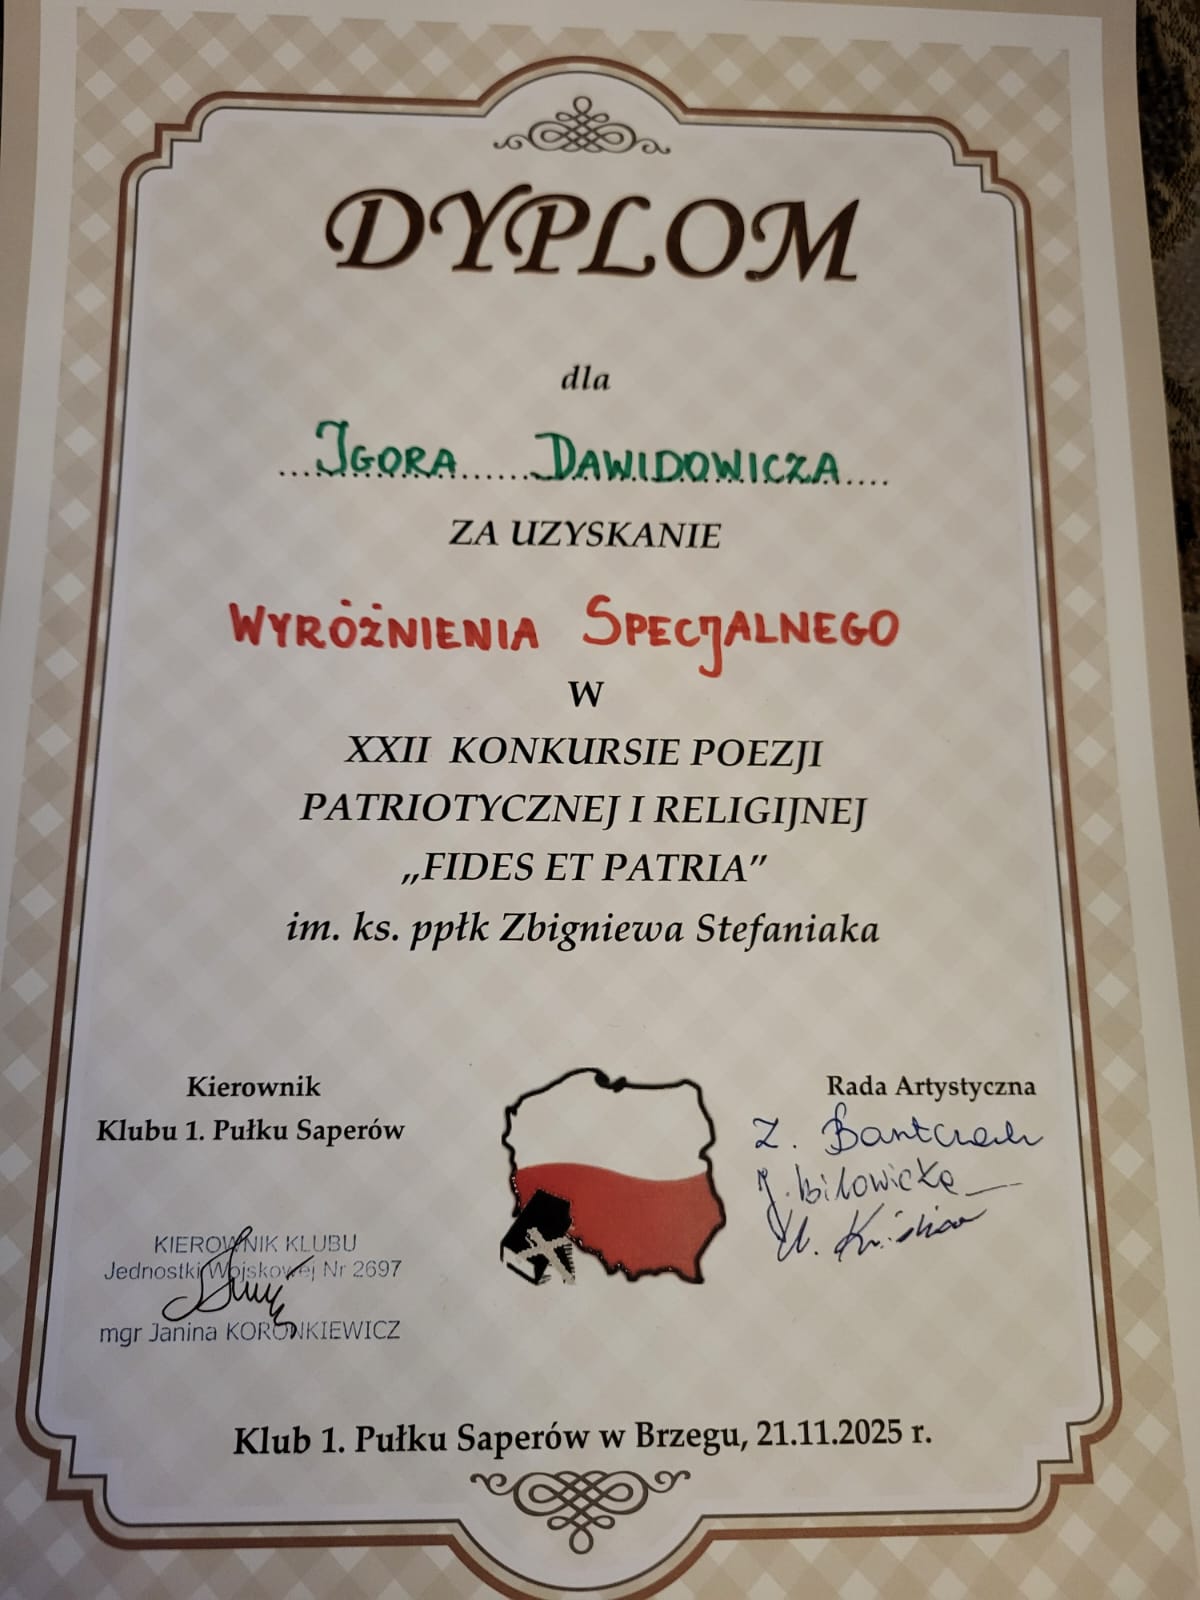 DYPLOM
dla
...IGORA......DAWIDOWICZA....
ZA UZYSKANIE
WYRÓŻNIENIA SPECJALNEGO
W
XXII KONKURSIE POEZJI
PATRIOTYCZNEJ I RELIGIJNEJ
„FIDES ET PATRIA”
im. ks. ppłk Zbigniewa Stefaniaka
Kierownik
Klubu 1. Pułku Saperów
KIEROWNIK KLUBU
Jednostki Wojskowej Nr 2697
mgr Janina KORONKIEWICZ
Rada Artystyczna
Z.
J.
Klub 1. Pułku Saperów w Brzegu, 21.11.2025 r.